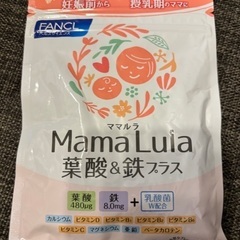 妊娠前から 授乳期のママに
FANCL
ママルラ
Mama Lula
葉酸&鉄プラス
葉酸 480μg 鉄 8.0mg + 乳酸菌 W配合
カルシウム ビタミンD ビタミンB₁ ビタミンB₂ ビタミンB₆
ビタミンC マグネシウム 亜鉛 ベータカロテン